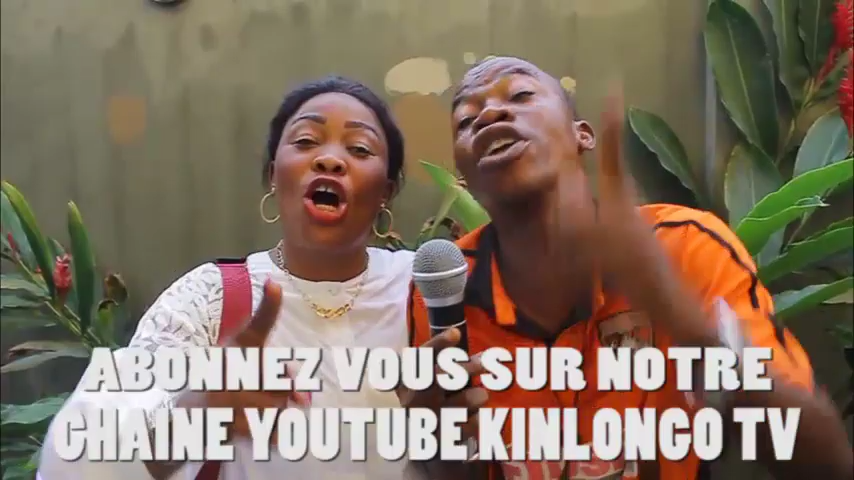 ABONNEZ VOUS SUR NOTRE
CHAINE YOUTUBE KINLONGO TV